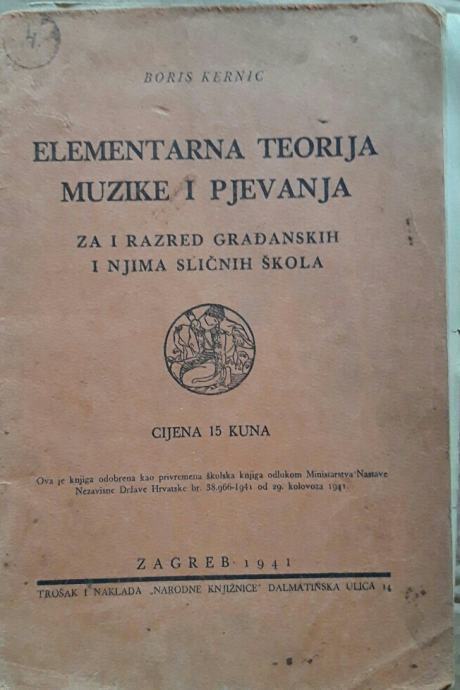 4.
BORIS KERNIC
ELEMENTARNA TEORIJA
MUZIKE I PJEVANJA
ZA I RAZRED GRAĐANSKIH
I NJIMA SLIČNIH ŠKOLA
CIJENA 15 KUNA
Ova je knjiga odobrena kao privremena školska knjiga odlukom Ministarstva Nastave
Nezavisne Države Hrvatske br. 38.966-1941 od 29. kolovoza 1941.
ZAGREB 1941
TROŠAK I NAKLADA „NARODNE KNJIŽNICE" DALMATINSKA ULICA 14